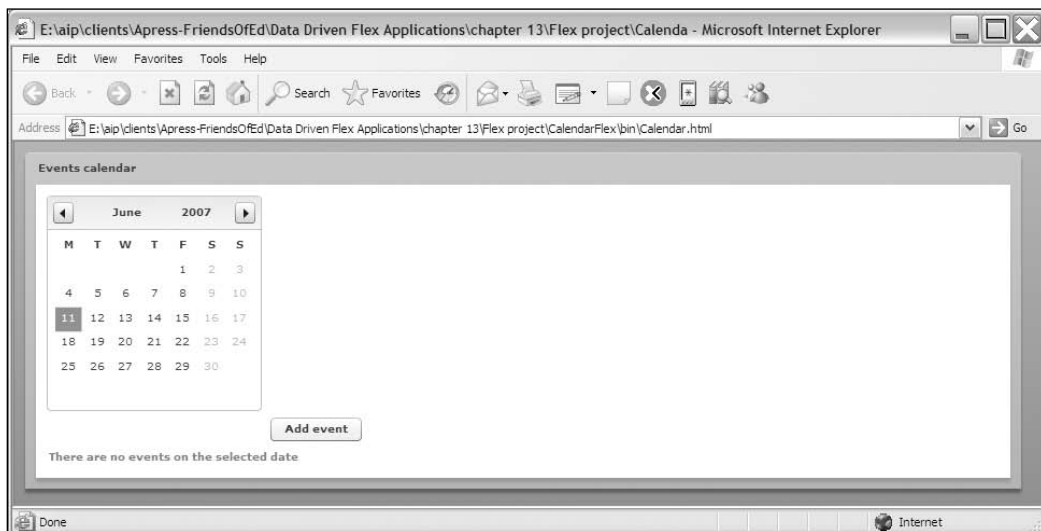 E:\aip\clients\Apress-FriendsOfEd\Data Driven Flex Applications\chapter 13\Flex project\Calenda - Microsoft Internet Explorer
File Edit View Favorites Tools Help
Back Search Favorites
Address E:\aip\clients\Apress-FriendsOfEd\Data Driven Flex Applications\chapter 13\Flex project\CalendarFlex\bin\Calendar.html Go
Events calendar
June 2007
M T W T F S S
1 2 3
4 5 6 7 8 9 10
11 12 13 14 15 16 17
18 19 20 21 22 23 24
25 26 27 28 29 30
Add event
There are no events on the selected date
Done Internet